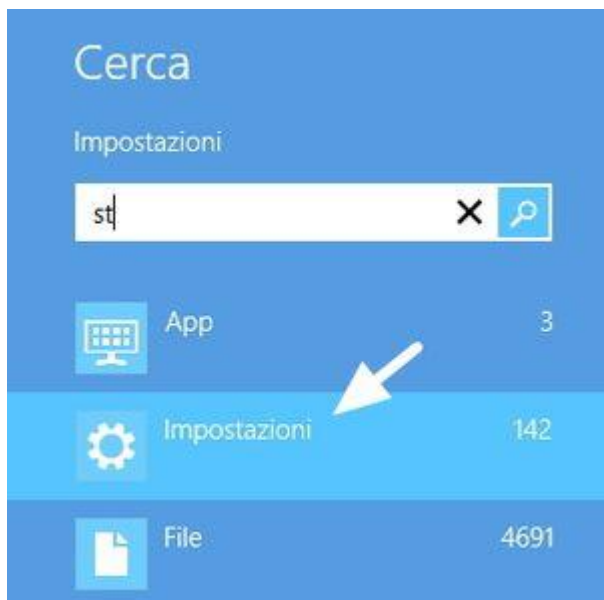 Cerca
Impostazioni
st
App 3
Impostazioni 142
File 4691